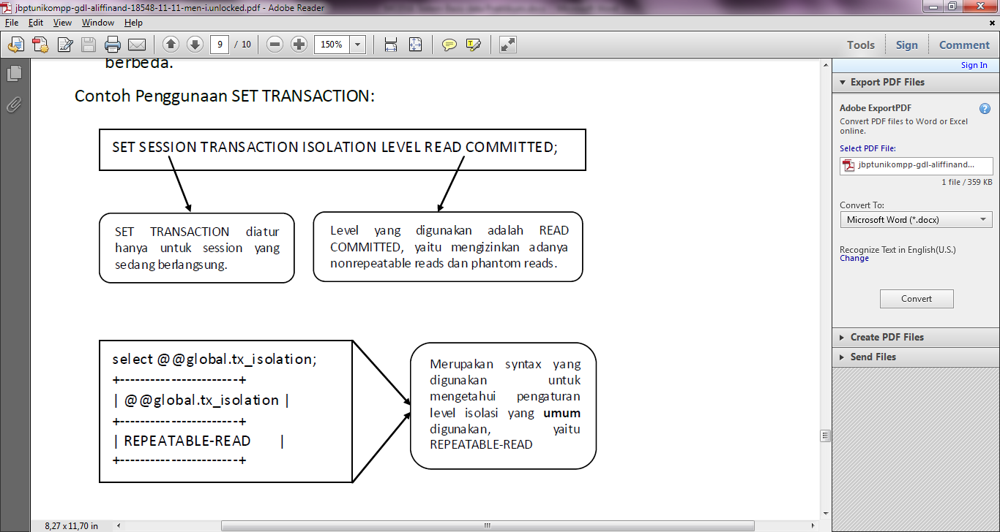 jbptunikompp-gdl-aliffinand-18548-11-11-men-i.unlocked.pdf - Adobe Reader
File Edit View Window Help
9 / 10 150% Tools Sign Comment
Sign In
berbeda.
Contoh Penggunaan SET TRANSACTION:
SET SESSION TRANSACTION ISOLATION LEVEL READ COMMITTED;
SET TRANSACTION diatur
hanya untuk session yang
sedang berlangsung.
Level yang digunakan adalah READ
COMMITTED, yaitu mengizinkan adanya
nonrepeatable reads dan phantom reads.
select @@global.tx_isolation;
+-----------------------+
| @@global.tx_isolation |
+-----------------------+
| REPEATABLE-READ |
+-----------------------+
Merupakan syntax yang
digunakan untuk
mengetahui pengaturan
level isolasi yang umum
digunakan, yaitu
REPEATABLE-READ
8,27 x 11,70 in
Export PDF Files
Adobe ExportPDF
Convert PDF files to Word or Excel
online.
Select PDF File:
jbptunikompp-gdl-aliffinand...
1 file / 359 KB
Convert To:
Microsoft Word (*.docx)
Recognize Text in English(U.S.)
Change
Convert
Create PDF Files
Send Files